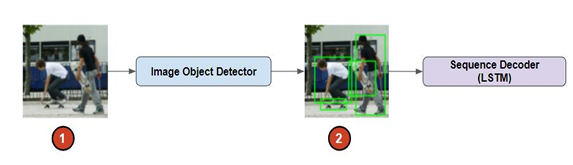 Image Object Detector
Sequence Decoder
(LSTM)
1
2